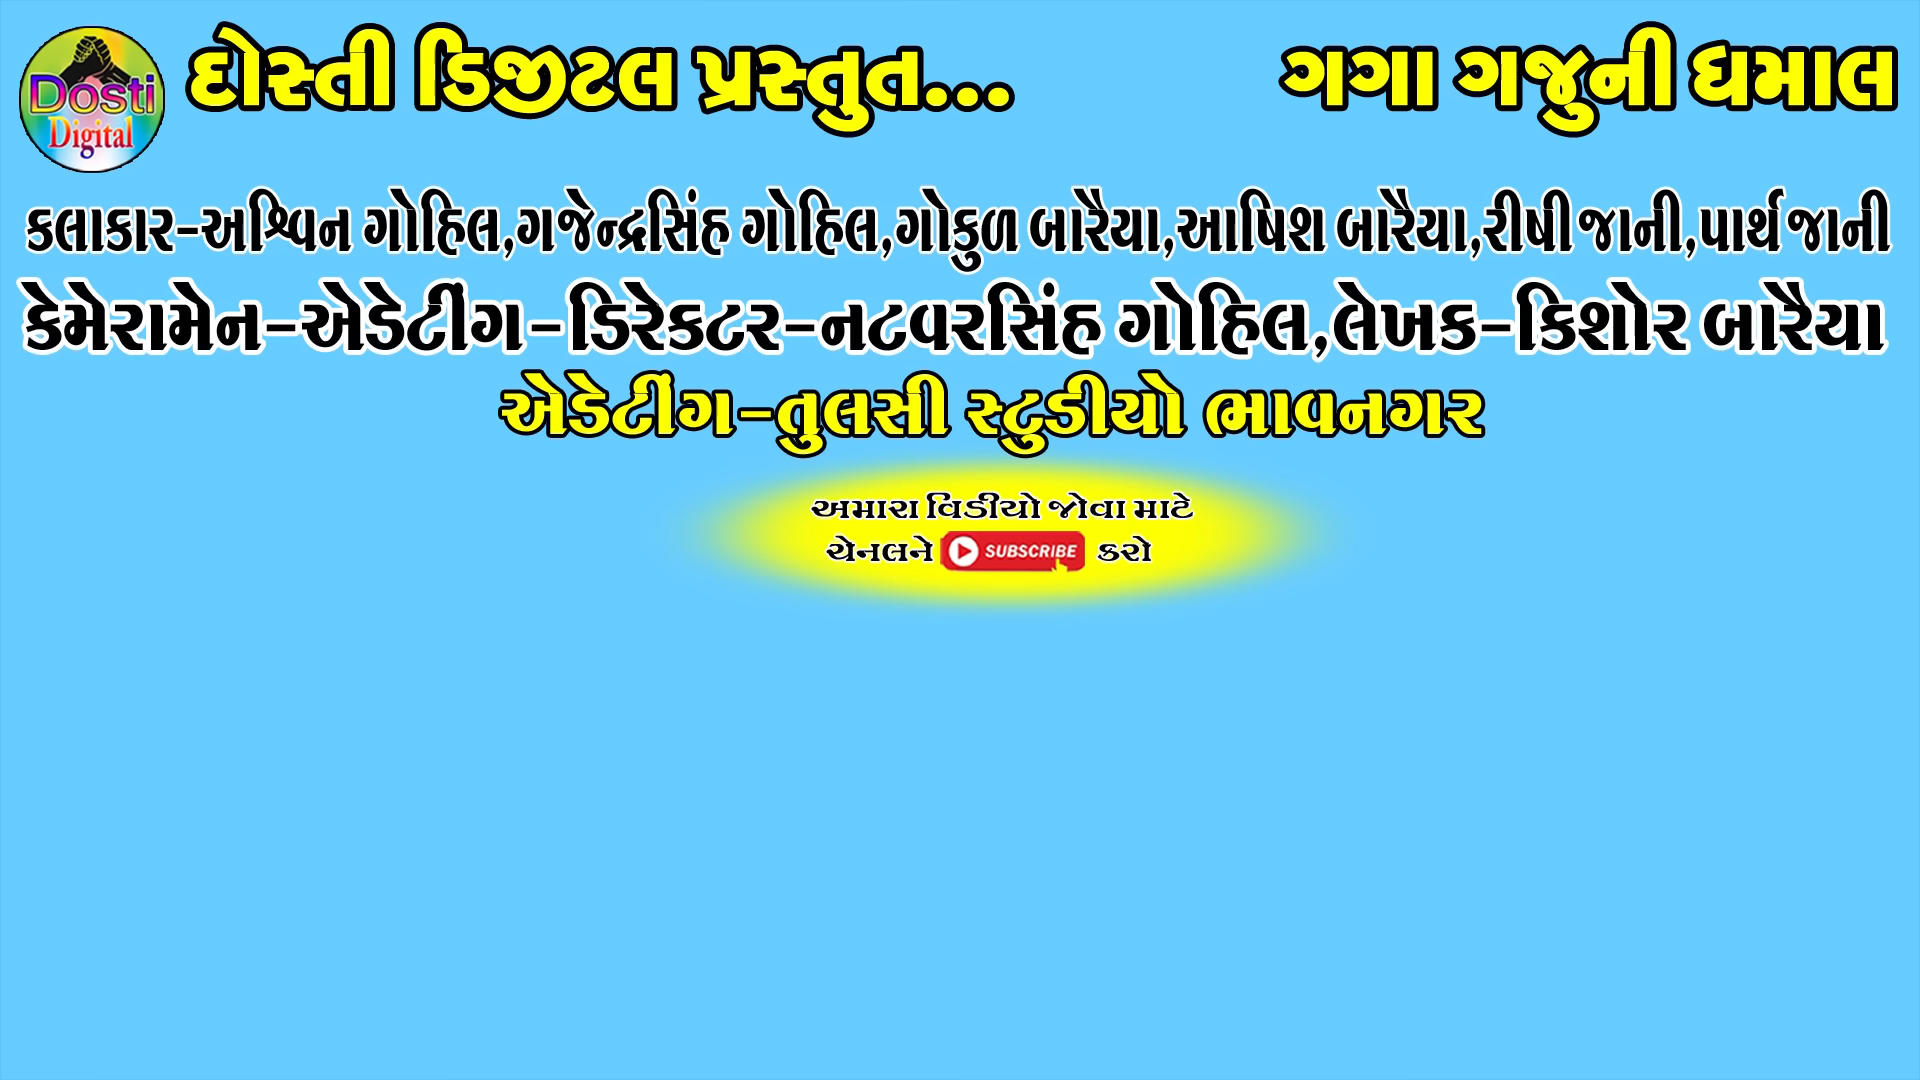 Dosti
Digital
દોસ્તી ડિજીટલ પ્રસ્તુત...
ગગા ગજુની ધમાલ
કલાકાર-અશ્વિન ગોહિલ,ગજેન્દ્રસિંહ ગોહિલ,ગોકુળ બારૈયા,આષિશ બારૈયા,રીષી જાની,પાર્થ જાની
કેમેરામેન-એડેટીંગ-ડિરેકટર-નટવરસિંહ ગોહિલ,લેખક-કિશોર બારૈયા
એડેટીંગ-તુલસી સ્ટુડીયો ભાવનગર
અમારા વિડીયો જોવા માટે
ચેનલને SUBSCRIBE કરો